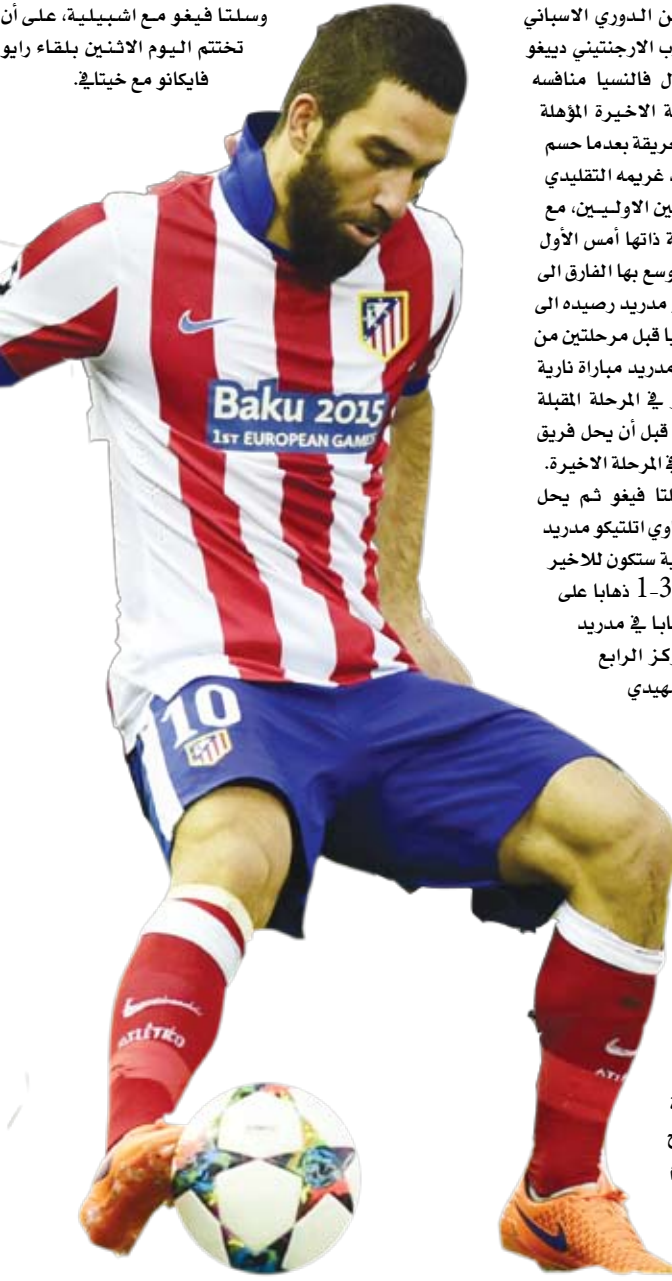 ن الدوري الاسباني
ب الارجنتيني دييغو
ل فالنسيا منافسه
ة الاخيرة المؤهلة
عريقة بعدما حسم
غريمه التقليدي
ين الاوليين، مع
ة ذاتها أمس الأول
وسع بها الفارق الى
مدريد رصيده الى
يا قبل مرحلتين من
مدريد مباراة نارية
في المرحلة المقبلة
قبل أن يحل فريق
في المرحلة الاخيرة.
لتا فيغو ثم يحل
وي اتلتيكو مدريد
ية ستكون للاخير
3-1 ذهابا على
ابا في مدريد
كز الرابع
هيدي
وسلتا فيغو مع اشبيلية، على أن
تختتم اليوم الاثنين بلقاء رايو
فايكانو مع خيتافي.
Baku 2015
1ST EUROPEAN GAMES
10
ATLÉTICO
ATL